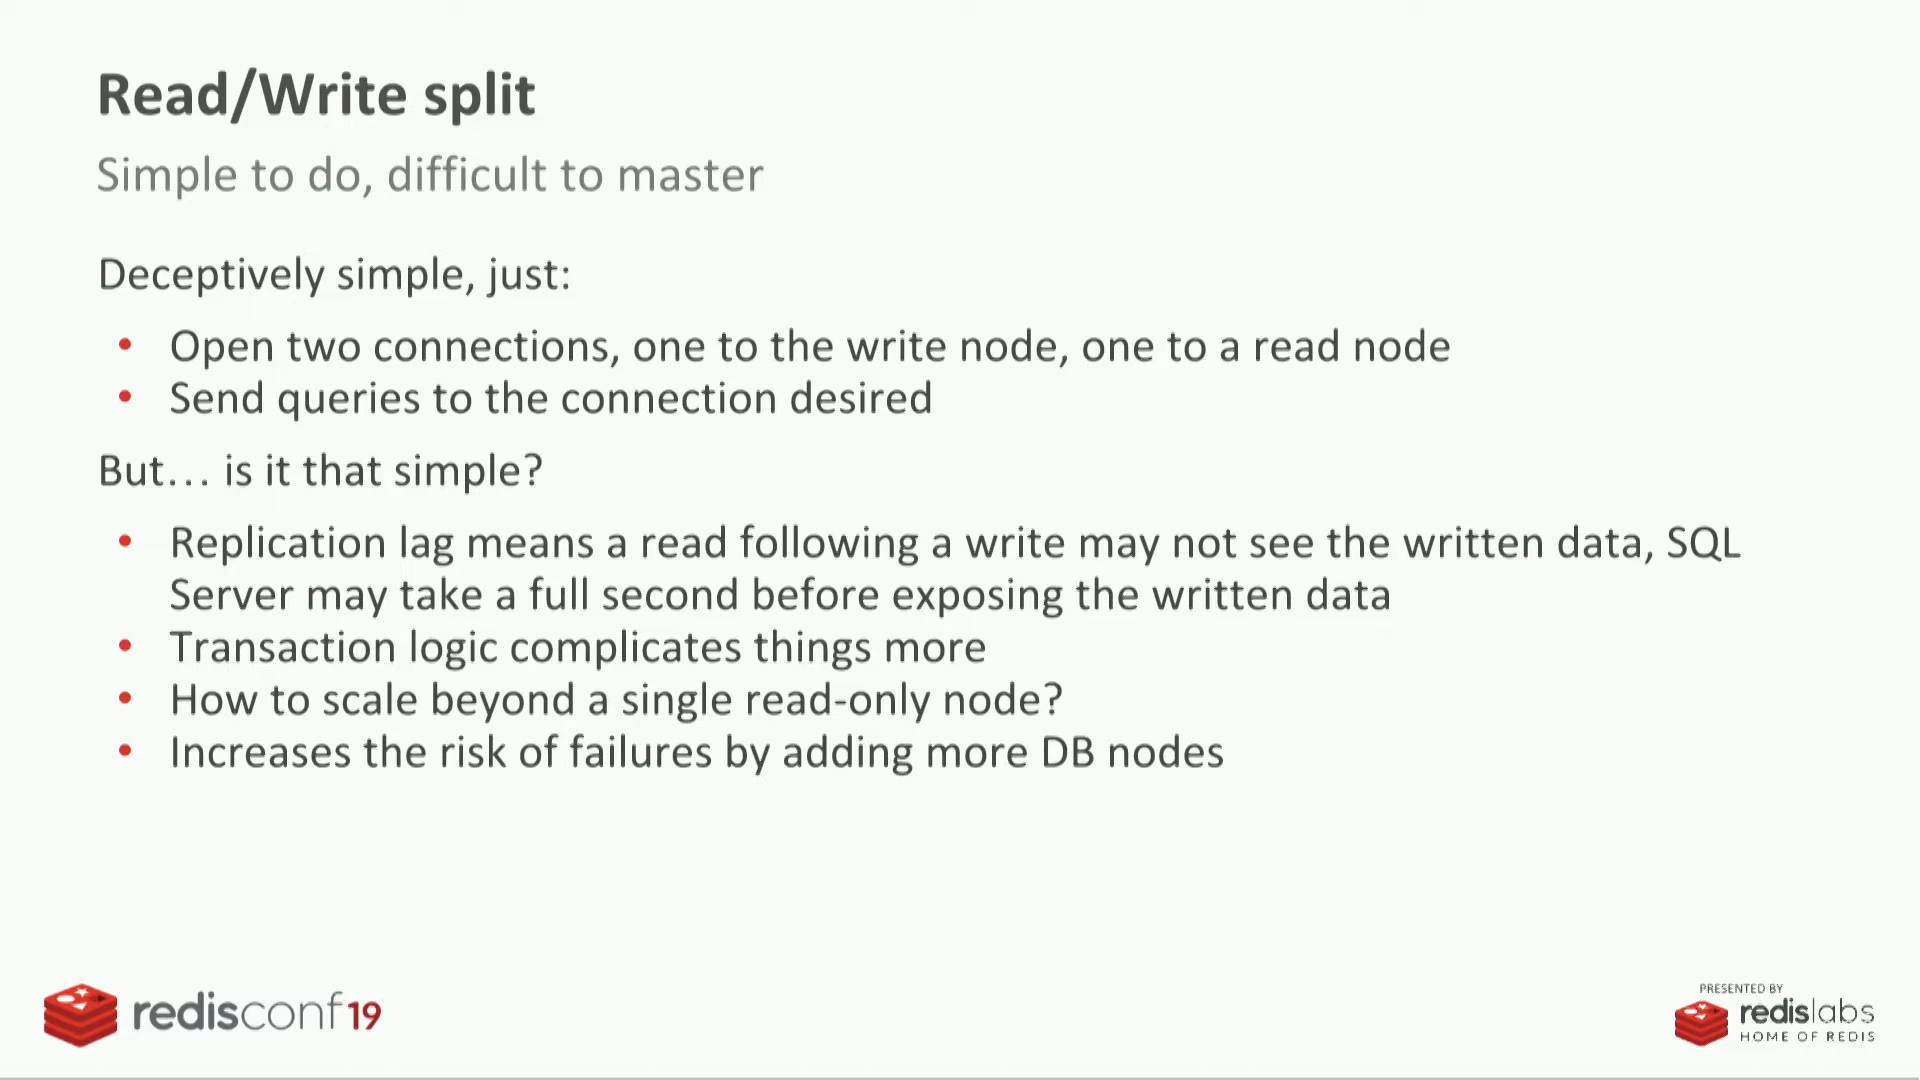 Read/Write split
Simple to do, difficult to master
Deceptively simple, just:
• Open two connections, one to the write node, one to a read node
• Send queries to the connection desired
But… is it that simple?
• Replication lag means a read following a write may not see the written data, SQL
Server may take a full second before exposing the written data
• Transaction logic complicates things more
• How to scale beyond a single read-only node?
• Increases the risk of failures by adding more DB nodes
redisconf19
PRESENTED BY
redislabs
HOME OF REDIS